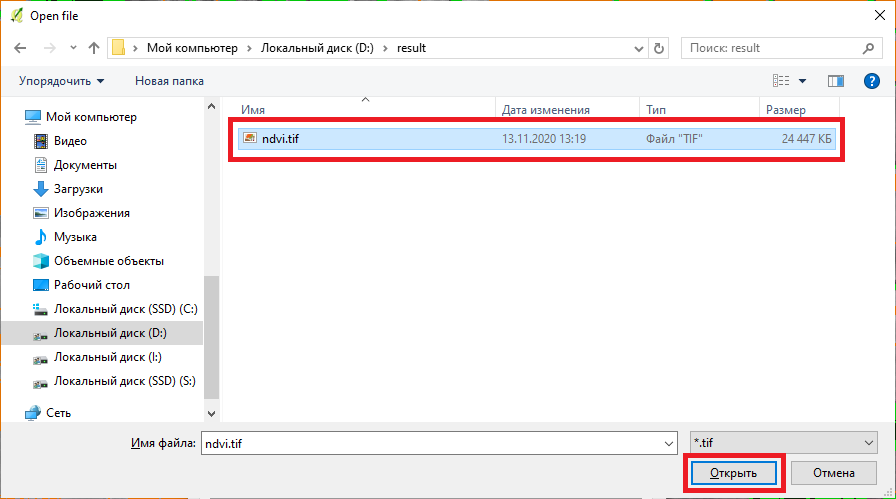 Open file
Мой компьютер Локальный диск (D:) result
Поиск: result
Упорядочить Новая папка
Имя Дата изменения Тип Размер
ndvi.tif 13.11.2020 13:19 Файл "TIF" 24 447 КБ
Мой компьютер
Видео
Документы
Загрузки
Изображения
Музыка
Объемные объекты
Рабочий стол
Локальный диск (SSD) (C:)
Локальный диск (D:)
Локальный диск (I:)
Локальный диск (SSD) (S:)
Сеть
Имя файла: ndvi.tif *.tif
Открыть Отмена